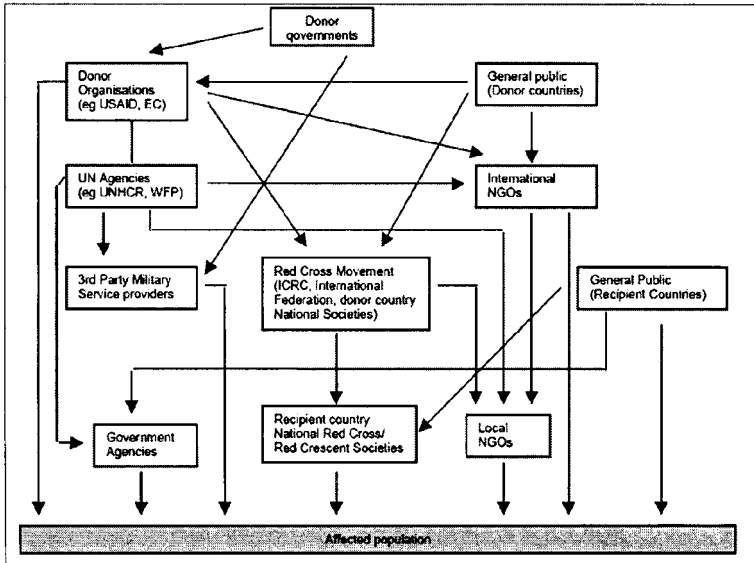 Donor
governments
Donor
Organisations
(eg USAID, EC)
General public
(Donor countries)
UN Agencies
(eg UNHCR, WFP)
International
NGOs
3rd Party Military
Service providers
Red Cross Movement
(ICRC, International
Federation, donor country
National Societies)
General Public
(Recipient Countries)
Government
Agencies
Recipient country
National Red Cross/
Red Crescent Societies
Local
NGOs
Affected population